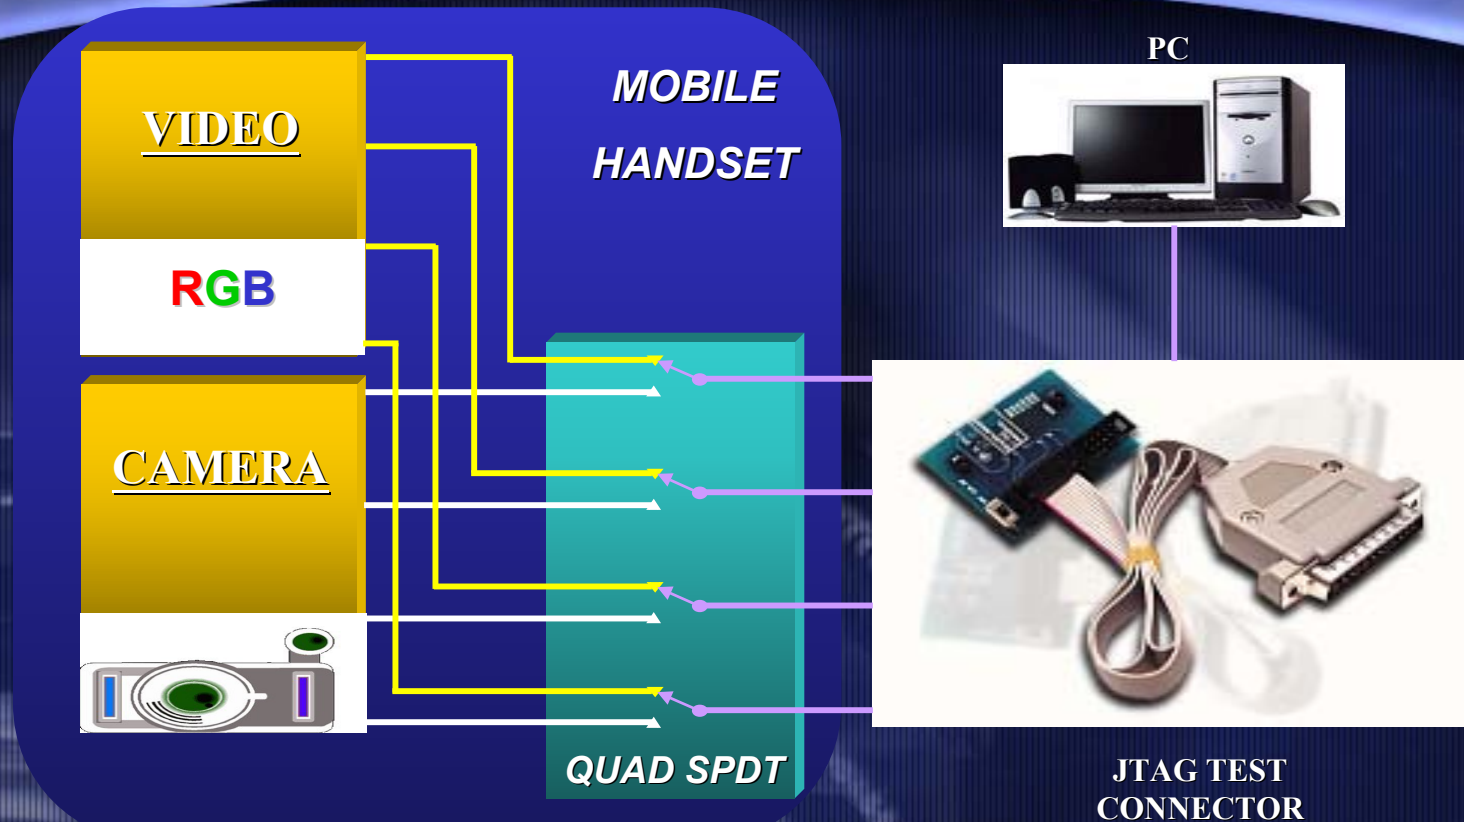 VIDEO
RGB
CAMERA
MOBILE
HANDSET
QUAD SPDT
PC
JTAG TEST
CONNECTOR